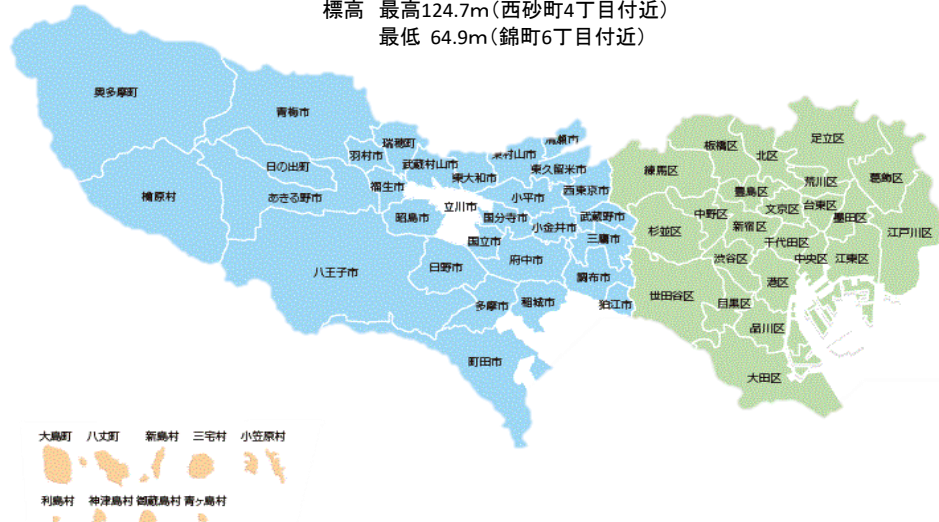 標高 最高124.7m(西砂町4丁目付近)
最低 64.9m(錦町6丁目付近)
奥多摩町
青梅市
瑞穂町
羽村市
日の出町
武蔵村山市
東村山市
清瀬市
東久留米市
東大和市
福生市
檜原村
あきる野市
昭島市
立川市
小平市
西東京市
国分寺市
小金井市
武蔵野市
国立市
三鷹市
八王子市
日野市
府中市
調布市
多摩市
稲城市
狛江市
町田市
足立区
板橋区
北区
練馬区
荒川区
葛飾区
豊島区
文京区
台東区
墨田区
中野区
新宿区
杉並区
千代田区
江戸川区
渋谷区
中央区
江東区
世田谷区
港区
目黒区
品川区
大田区
大島町
八丈町
新島村
三宅村
小笠原村
利島村
神津島村
御蔵島村
青ヶ島村